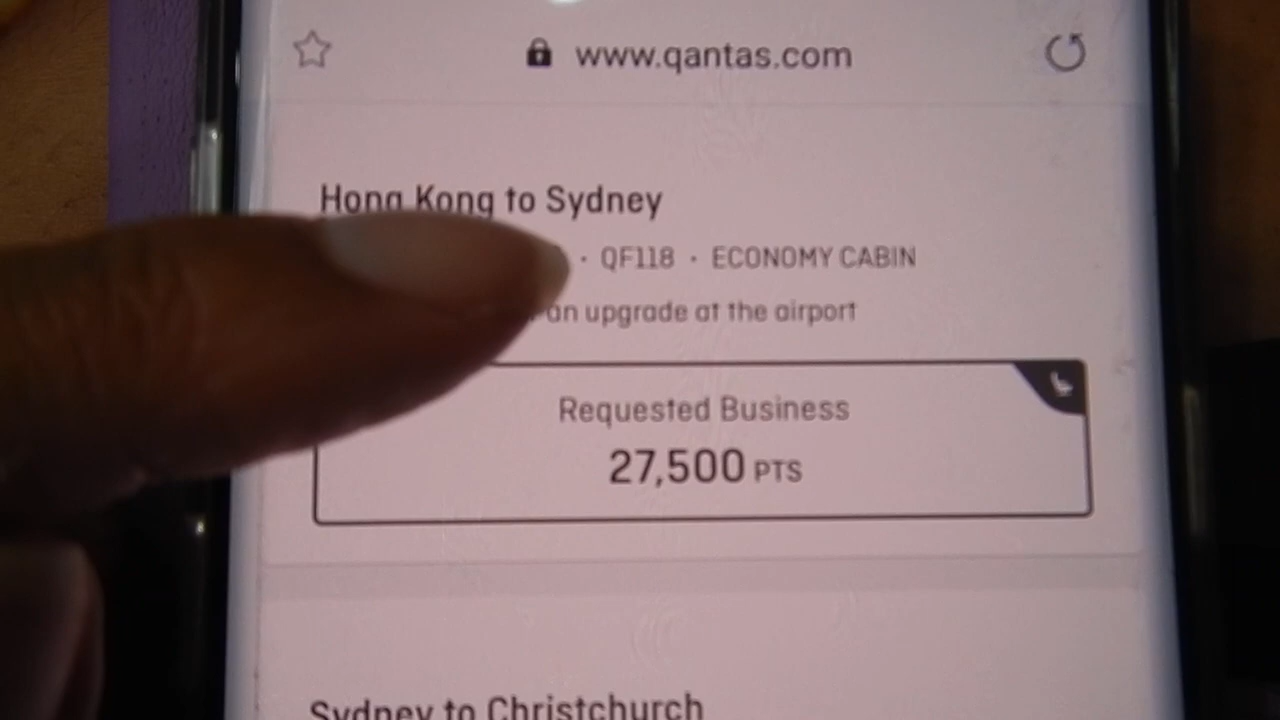 www.qantas.com
Hong Kong to Sydney
· QF118 · ECONOMY CABIN
an upgrade at the airport
Requested Business
27,500 PTS
Sydney to Christchurch